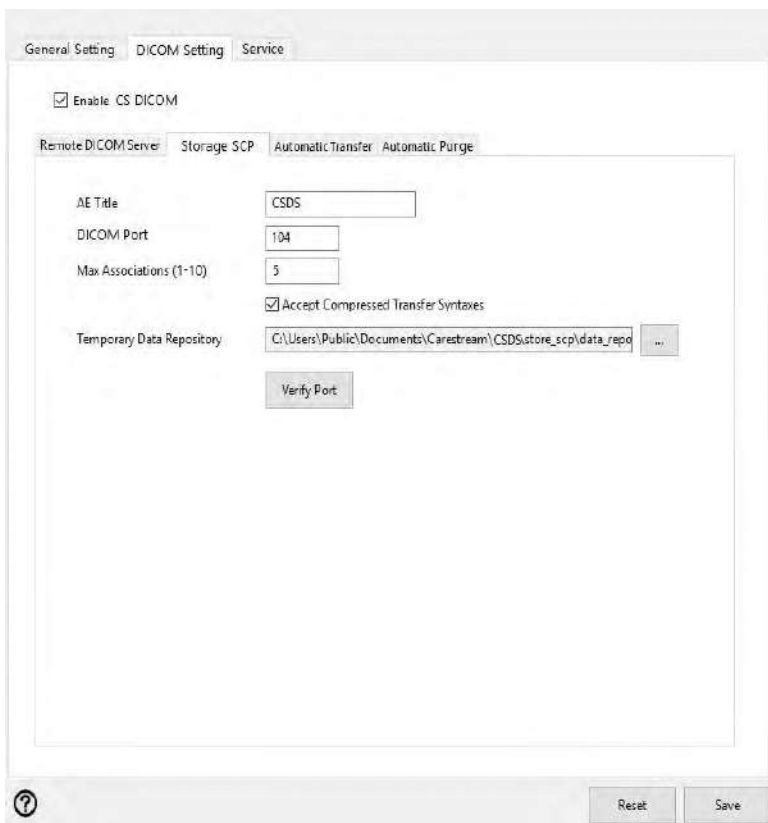 General Setting DICOM Setting Service
Enable CS DICOM
Remote DICOM Server Storage SCP Automatic Transfer Automatic Purge
AE Title CSDS
DICOM Port 104
Max Associations (1-10) 5
Accept Compressed Transfer Syntaxes
Temporary Data Repository C:\Users\Public\Documents\Carestream\CSDS\store_scp\data_repo ...
Verify Port
? Reset Save